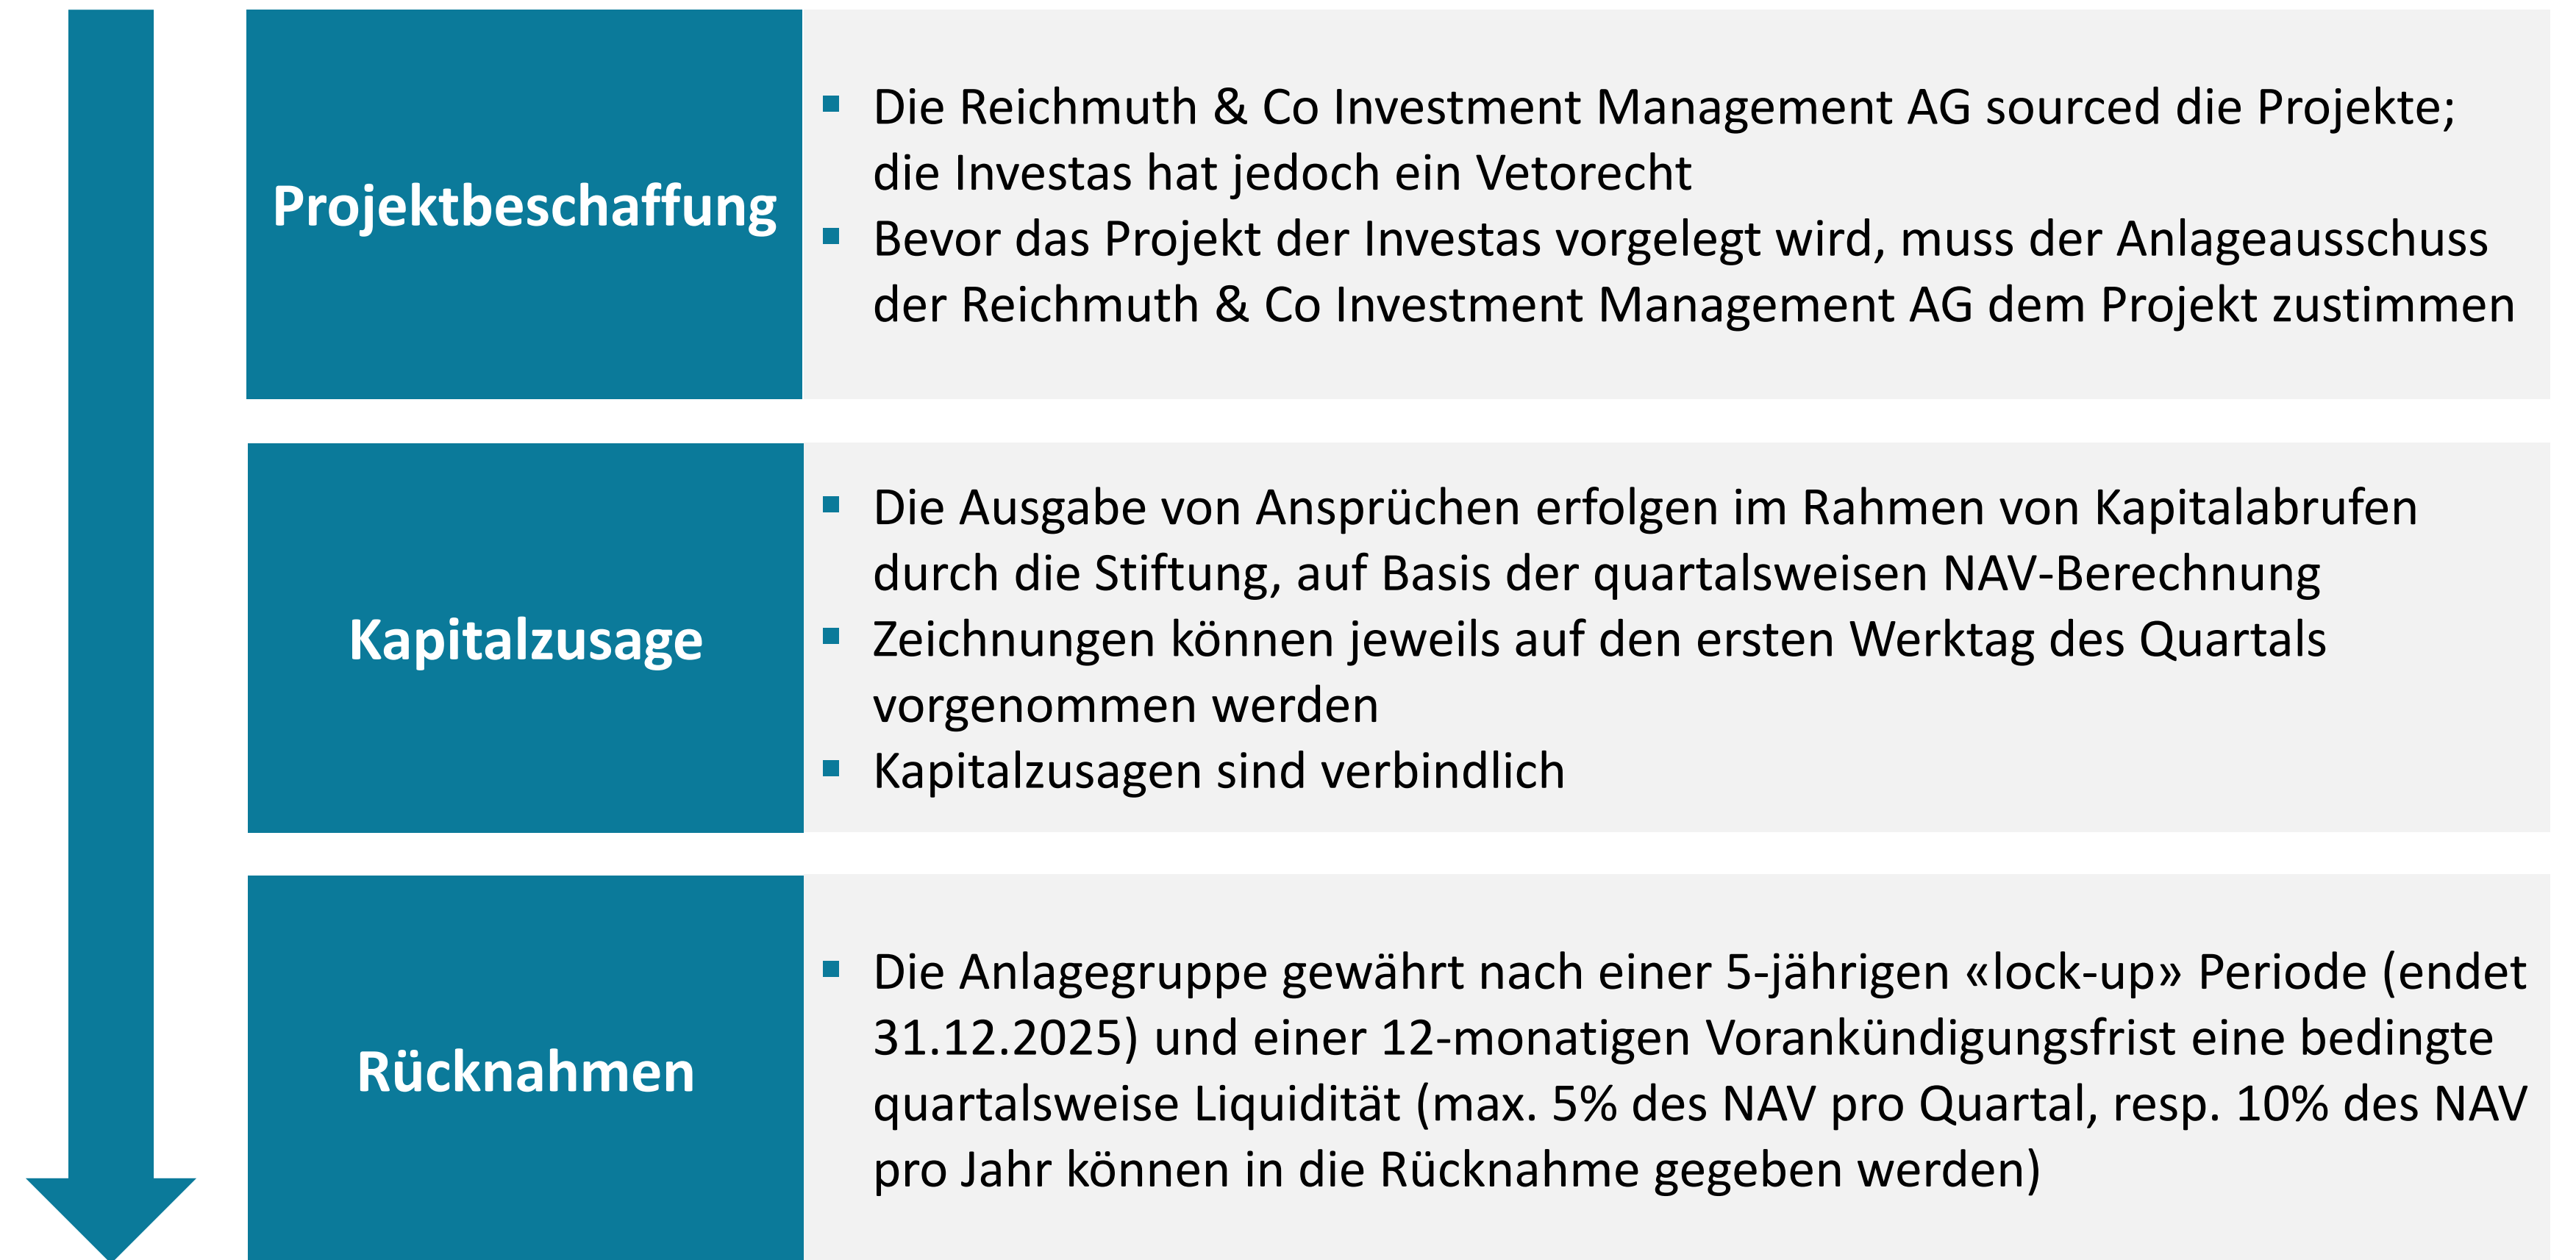 Projektbeschaffung
▪ Die Reichmuth & Co Investment Management AG sourced die Projekte;
die Investas hat jedoch ein Vetorecht
▪ Bevor das Projekt der Investas vorgelegt wird, muss der Anlageausschuss
der Reichmuth & Co Investment Management AG dem Projekt zustimmen
Kapitalzusage
▪ Die Ausgabe von Ansprüchen erfolgen im Rahmen von Kapitalabrufen
durch die Stiftung, auf Basis der quartalsweisen NAV-Berechnung
▪ Zeichnungen können jeweils auf den ersten Werktag des Quartals
vorgenommen werden
▪ Kapitalzusagen sind verbindlich
Rücknahmen
▪ Die Anlagegruppe gewährt nach einer 5-jährigen «lock-up» Periode (endet
31.12.2025) und einer 12-monatigen Vorankündigungsfrist eine bedingte
quartalsweise Liquidität (max. 5% des NAV pro Quartal, resp. 10% des NAV
pro Jahr können in die Rücknahme gegeben werden)